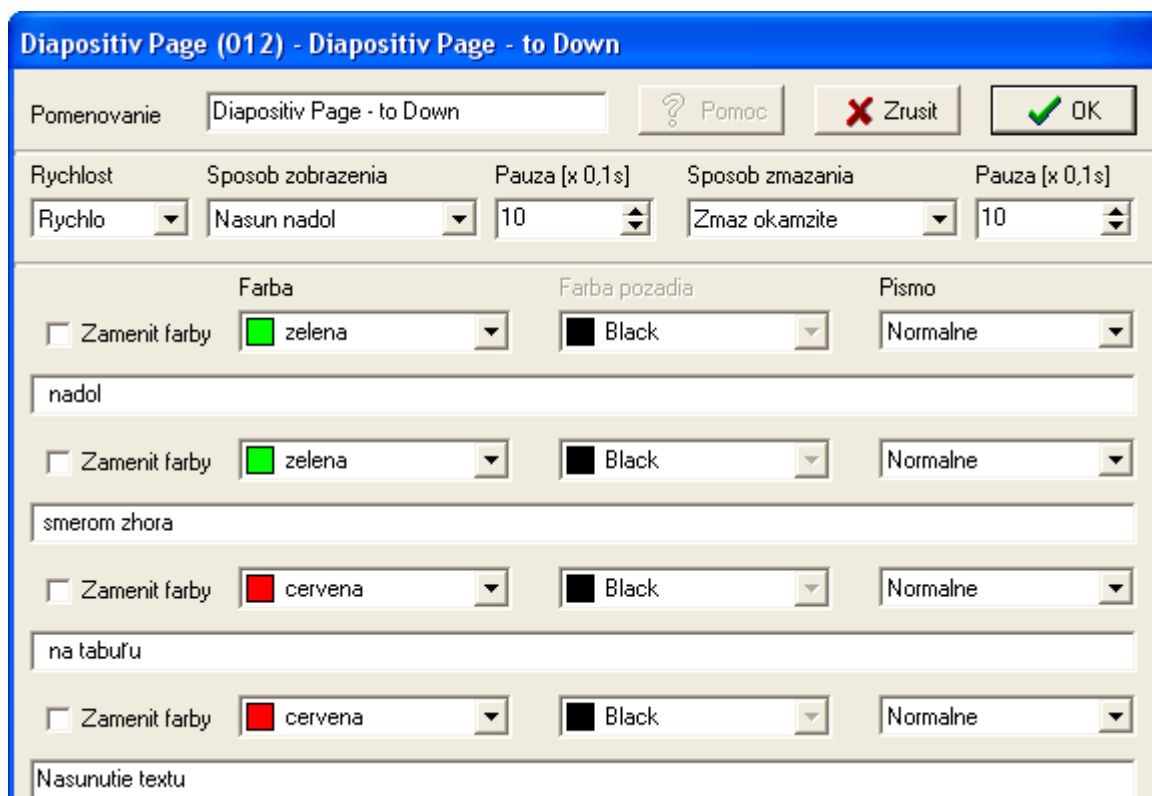 Diapositiv Page (012) - Diapositiv Page - to Down
Pomenovanie Diapositiv Page - to Down Pomoc Zrusit OK
Rychlost Sposob zobrazenia Pauza [x 0,1s] Sposob zmazania Pauza [x 0,1s]
Rychlo Nasun nadol 10 Zmaz okamzite 10
Farba Farba pozadia Pismo
Zamenit farby zelena Black Normalne
nadol
Zamenit farby zelena Black Normalne
smerom zhora
Zamenit farby cervena Black Normalne
na tabuľu
Zamenit farby cervena Black Normalne
Nasunutie textu